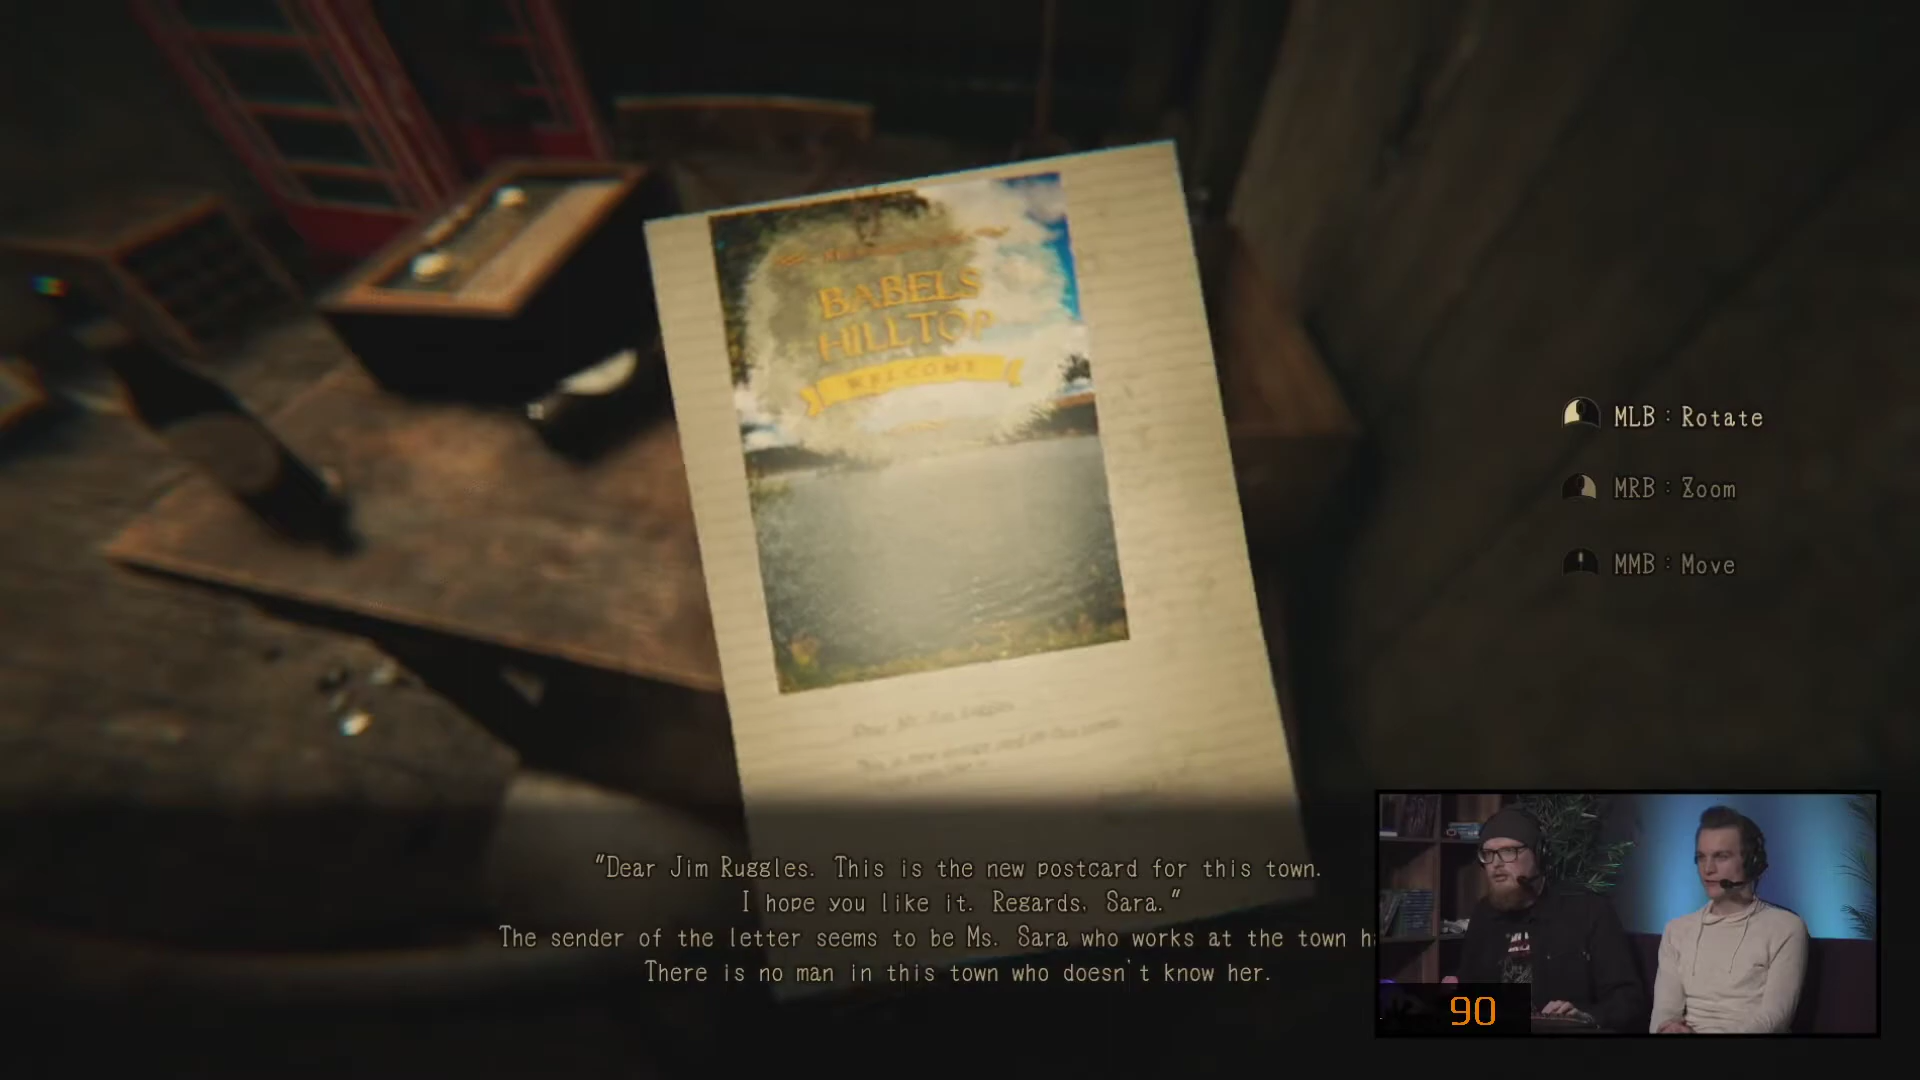 BABELS
HILLTOP
WELCOME
MLB : Rotate
MRB : Zoom
MMB : Move
"Dear Jim Ruggles. This is the new postcard for this town.
I hope you like it. Regards, Sara."
The sender of the letter seems to be Ms. Sara who works at the town
There is no man in this town who doesn't know her.
90